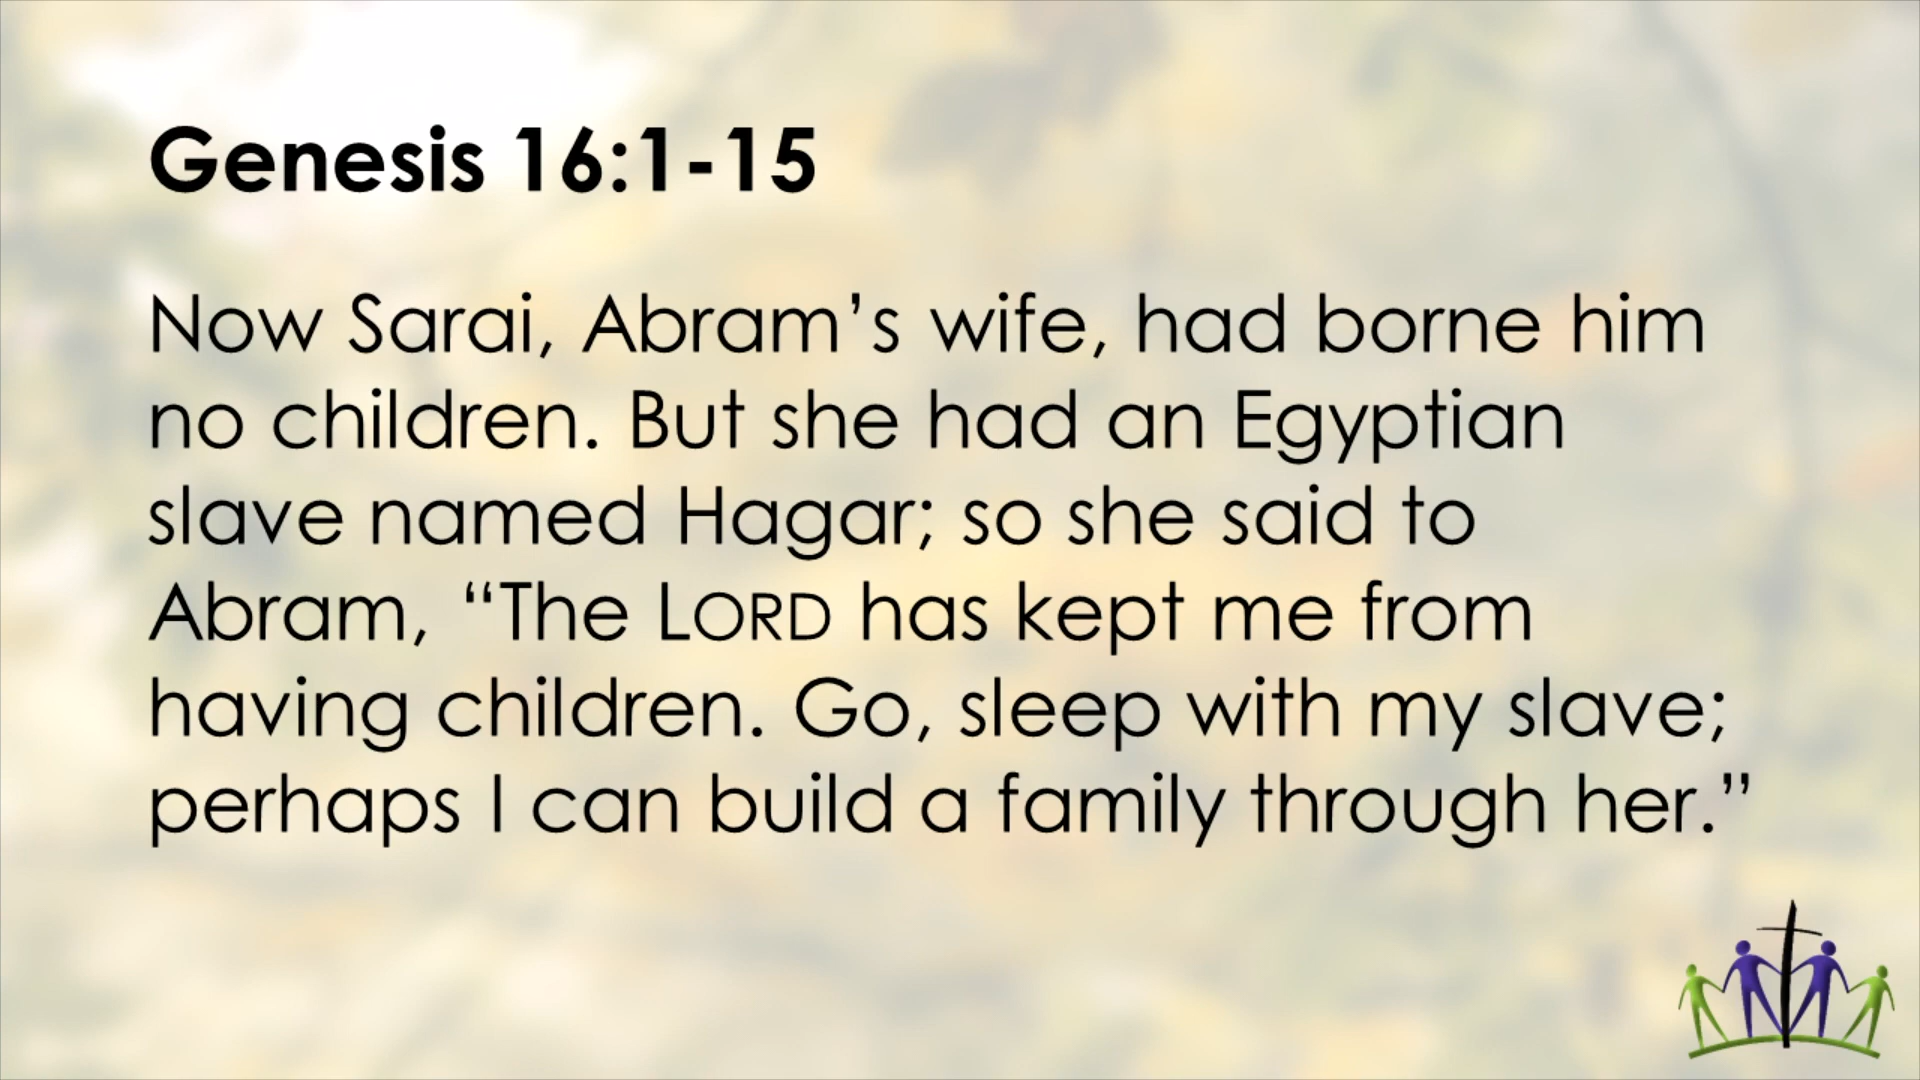 Genesis 16:1-15
Now Sarai, Abram’s wife, had borne him
no children. But she had an Egyptian
slave named Hagar; so she said to
Abram, “The LORD has kept me from
having children. Go, sleep with my slave;
perhaps I can build a family through her.”